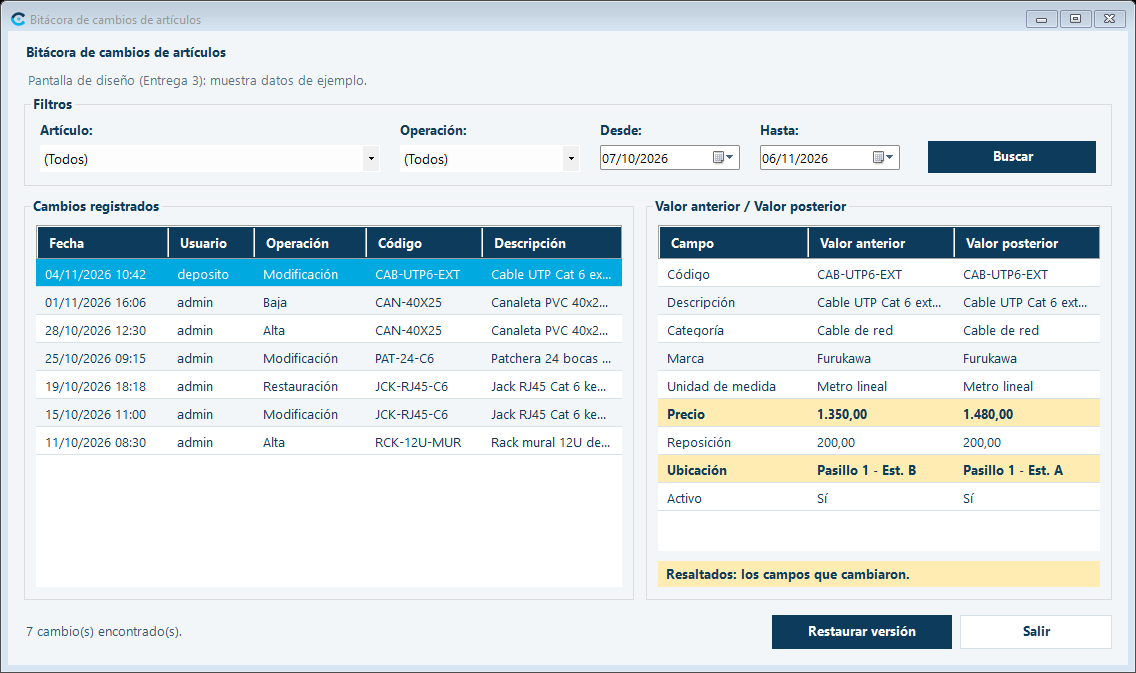 Bitácora de cambios de artículos
Bitácora de cambios de artículos
Pantalla de diseño (Entrega 3): muestra datos de ejemplo.
Filtros
Artículo: Operación: Desde: Hasta:
(Todos) (Todos) 07/10/2026 06/11/2026 Buscar
Cambios registrados
Fecha Usuario Operación Código Descripción
04/11/2026 10:42 deposito Modificación CAB-UTP6-EXT Cable UTP Cat 6 ex...
01/11/2026 16:06 admin Baja CAN-40X25 Canaleta PVC 40x2...
28/10/2026 12:30 admin Alta CAN-40X25 Canaleta PVC 40x2...
25/10/2026 09:15 admin Modificación PAT-24-C6 Patchera 24 bocas ...
19/10/2026 18:18 admin Restauración JCK-RJ45-C6 Jack RJ45 Cat 6 ke...
15/10/2026 11:00 admin Modificación JCK-RJ45-C6 Jack RJ45 Cat 6 ke...
11/10/2026 08:30 admin Alta RCK-12U-MUR Rack mural 12U de...
Valor anterior / Valor posterior
Campo Valor anterior Valor posterior
Código CAB-UTP6-EXT CAB-UTP6-EXT
Descripción Cable UTP Cat 6 ext... Cable UTP Cat 6 ext...
Categoría Cable de red Cable de red
Marca Furukawa Furukawa
Unidad de medida Metro lineal Metro lineal
Precio 1.350,00 1.480,00
Reposición 200,00 200,00
Ubicación Pasillo 1 - Est. B Pasillo 1 - Est. A
Activo Sí Sí
Resaltados: los campos que cambiaron.
7 cambio(s) encontrado(s).
Restaurar versión Salir